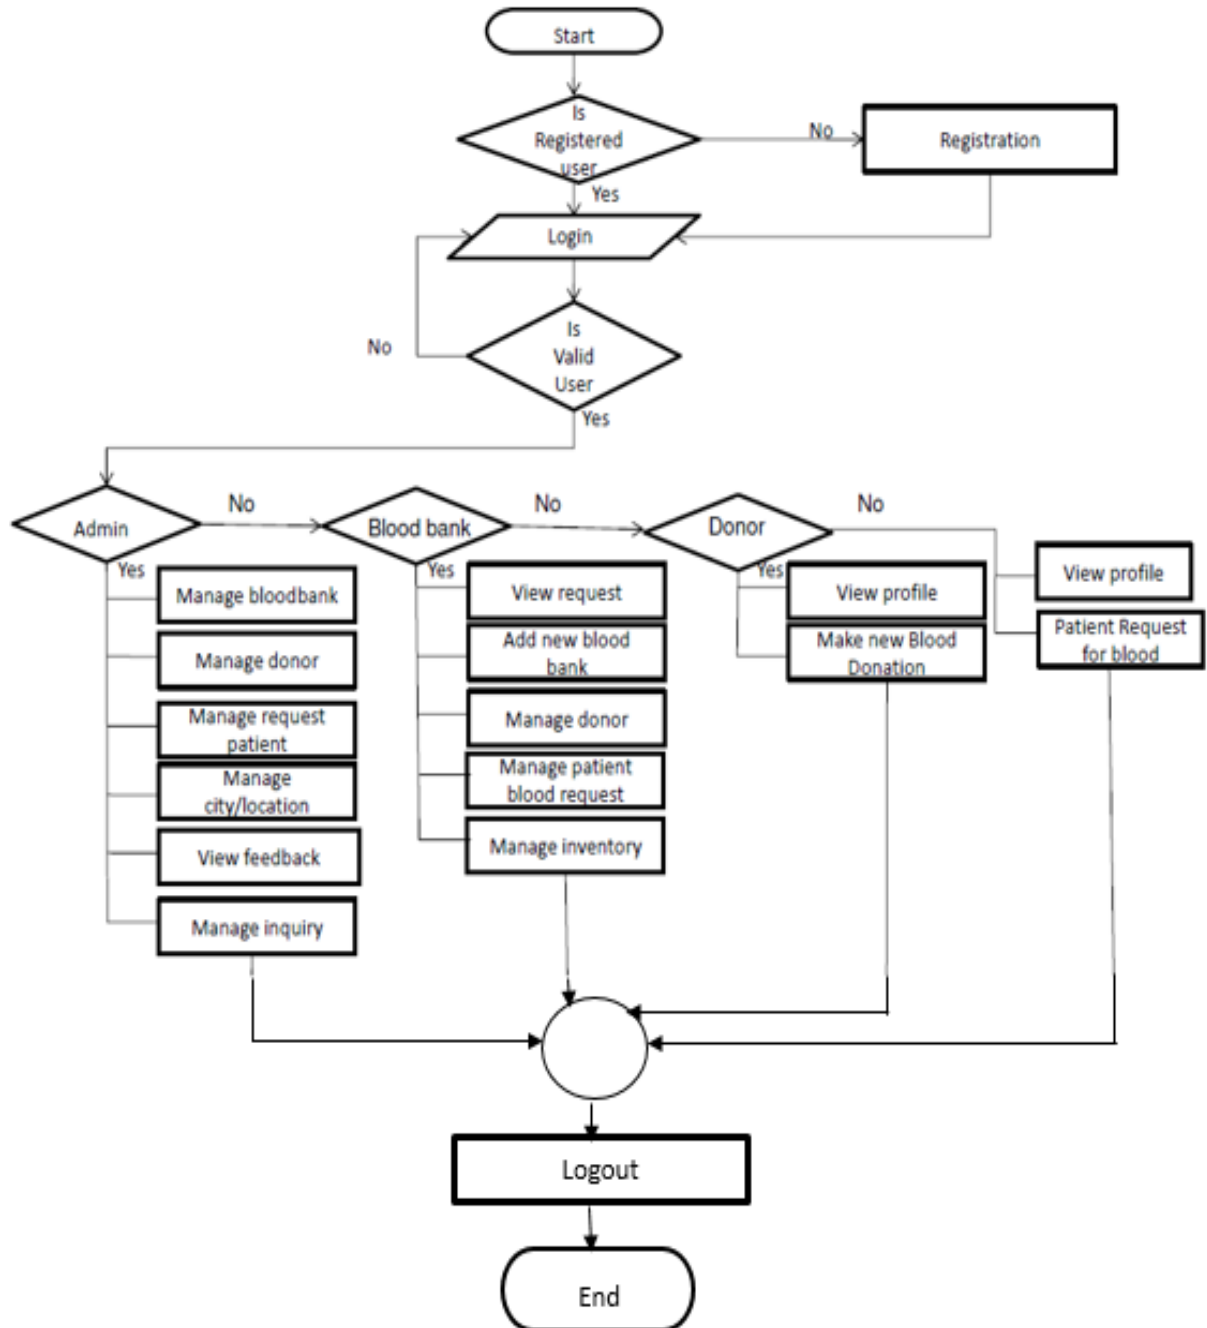 Start
Is
Registered
user
No
Registration
Yes
Login
Is
Valid
User
No
Yes
Admin
No
Blood bank
No
Donor
No
Yes
Manage bloodbank
Manage donor
Manage request
patient
Manage
city/location
View feedback
Manage inquiry
Yes
View request
Add new blood
bank
Manage donor
Manage patient
blood request
Manage inventory
Yes
View profile
Make new Blood
Donation
View profile
Patient Request
for blood
Logout
End